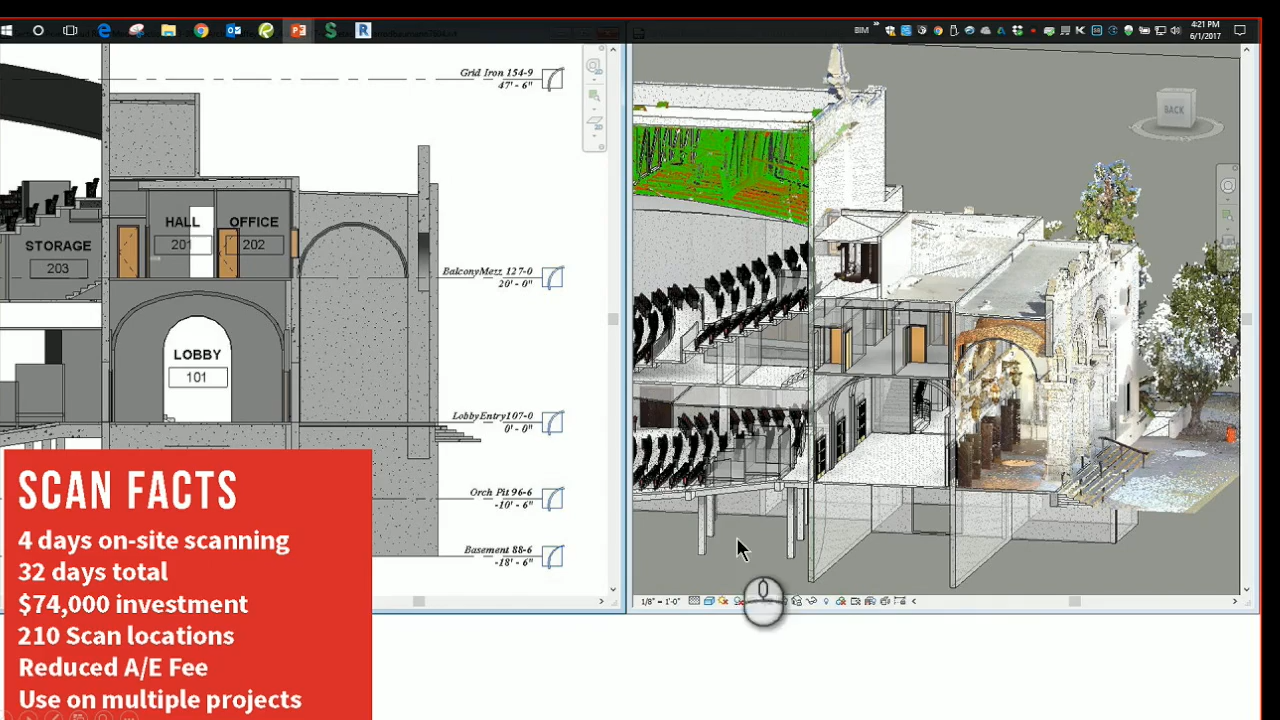 BIM
4:21 PM
6/1/2017
Grid Iron 154-9
47' - 6"
BACK
HALL
201
OFFICE
202
STORAGE
203
BalconyMezz 127-0
20' - 0"
LOBBY
101
LobbyEntry107-0
0' - 0"
Orch Pit 96-6
-10' - 6"
Basement 88-6
-18' - 6"
1/8" = 1'-0"
SCAN FACTS
4 days on-site scanning
32 days total
$74,000 investment
210 Scan locations
Reduced A/E Fee
Use on multiple projects